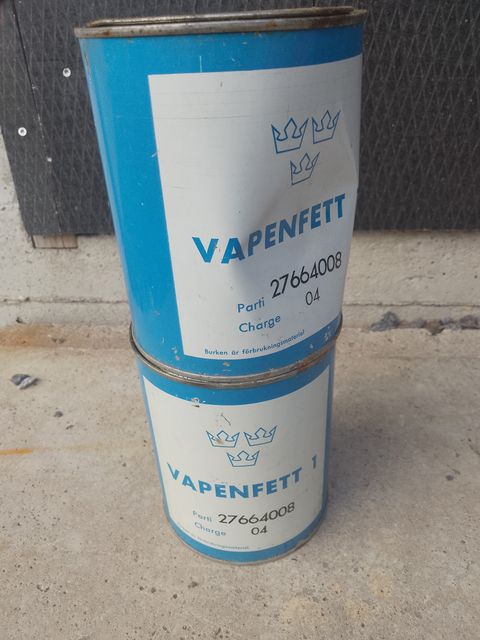 VAPENFETT
Parti 27664008
Charge 04
Burken är förbrukningsmaterial
VAPENFETT 1
Parti 27664008
Charge 04